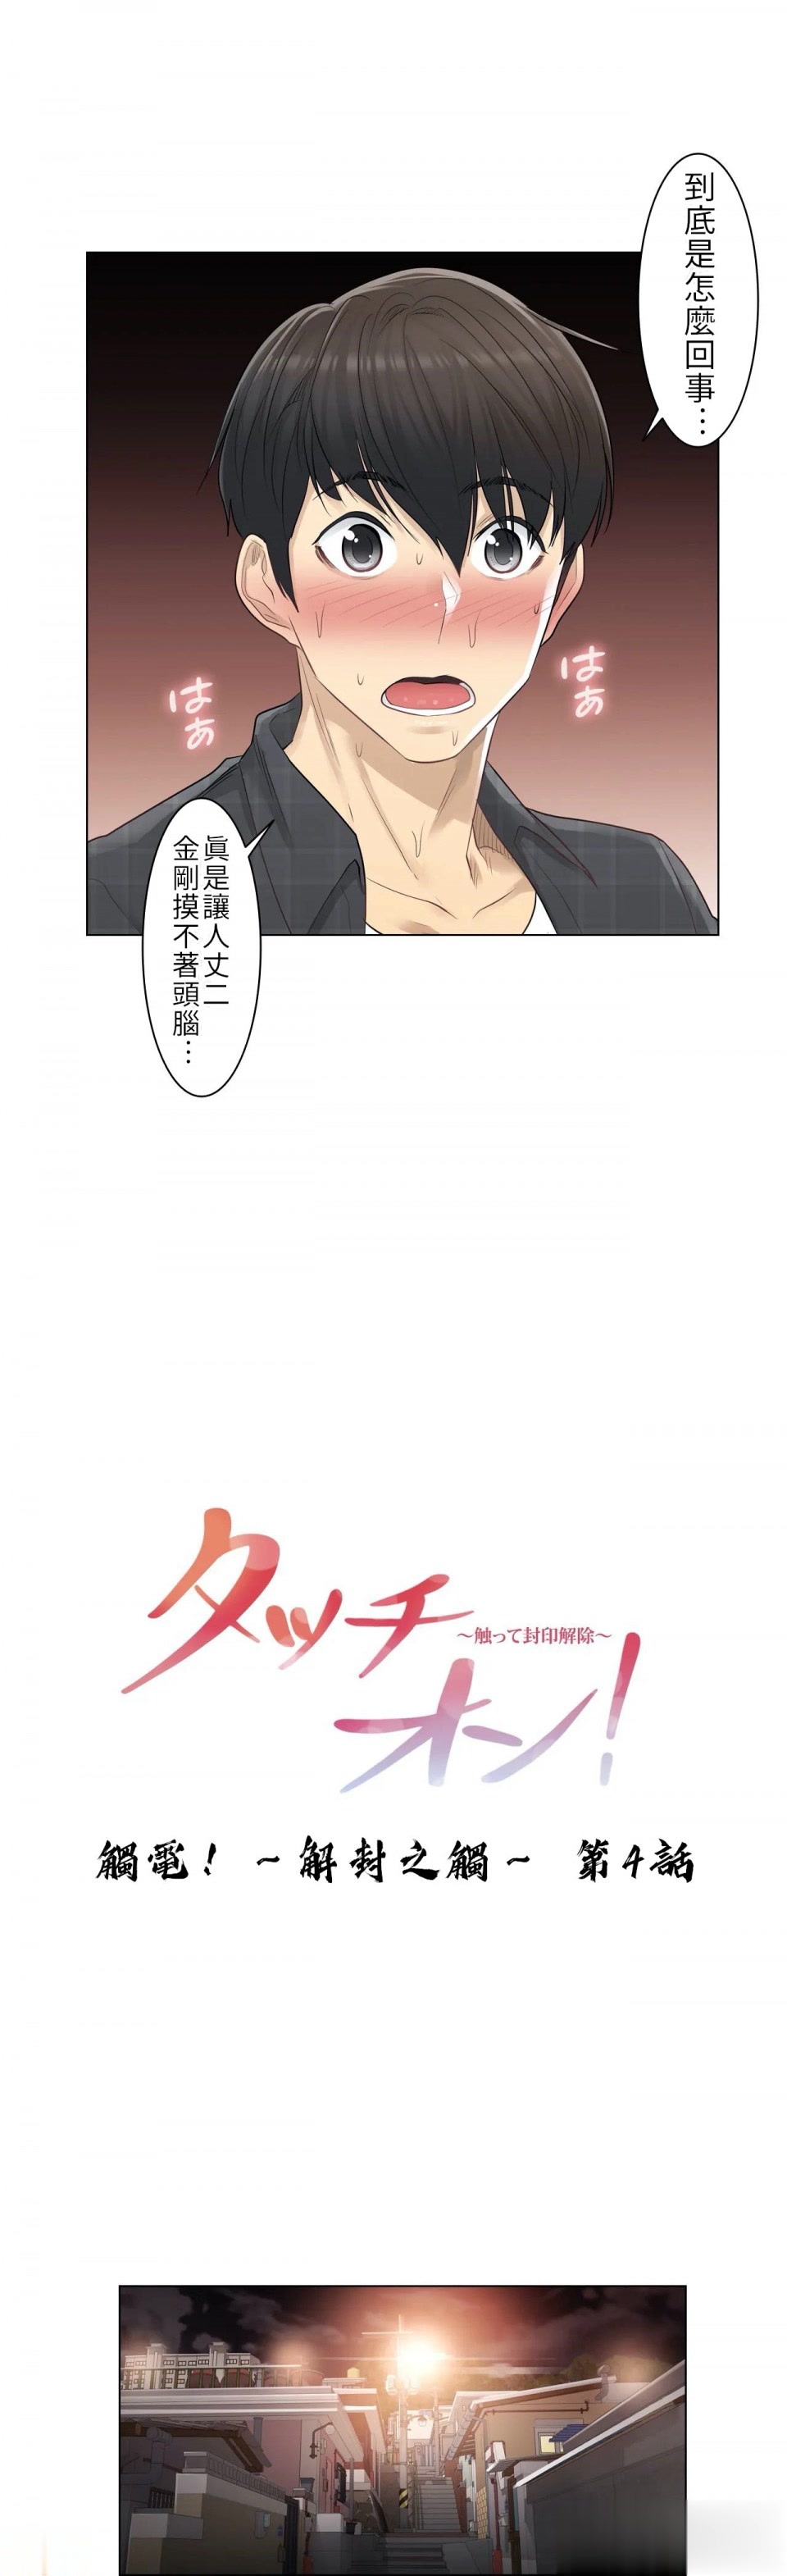 到底是怎麼回事…
はぁ
はぁ
眞是讓人丈二
金剛摸不著頭腦…
タッチ
～触って封印解除～
オン！
觸電！～解封之觸～ 第4話